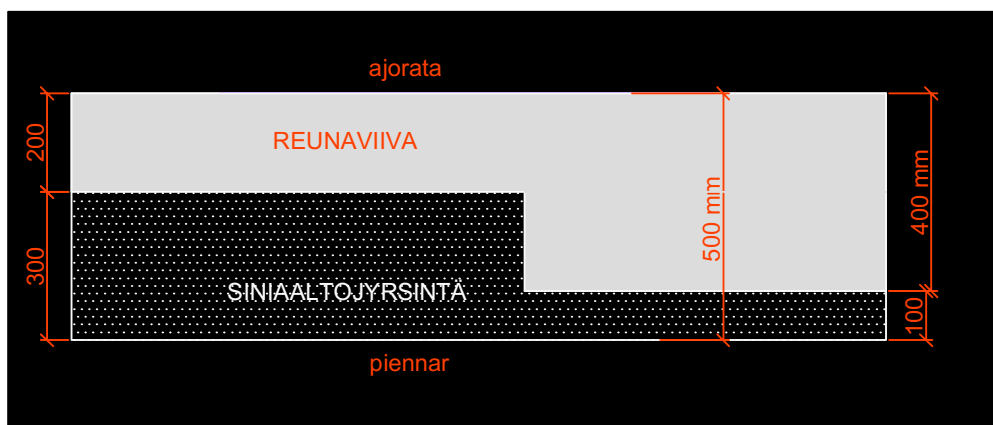 ajorata
200
REUNAVIIVA
500 mm
400 mm
300
SINIAALTOJYRSINTÄ
100
piennar